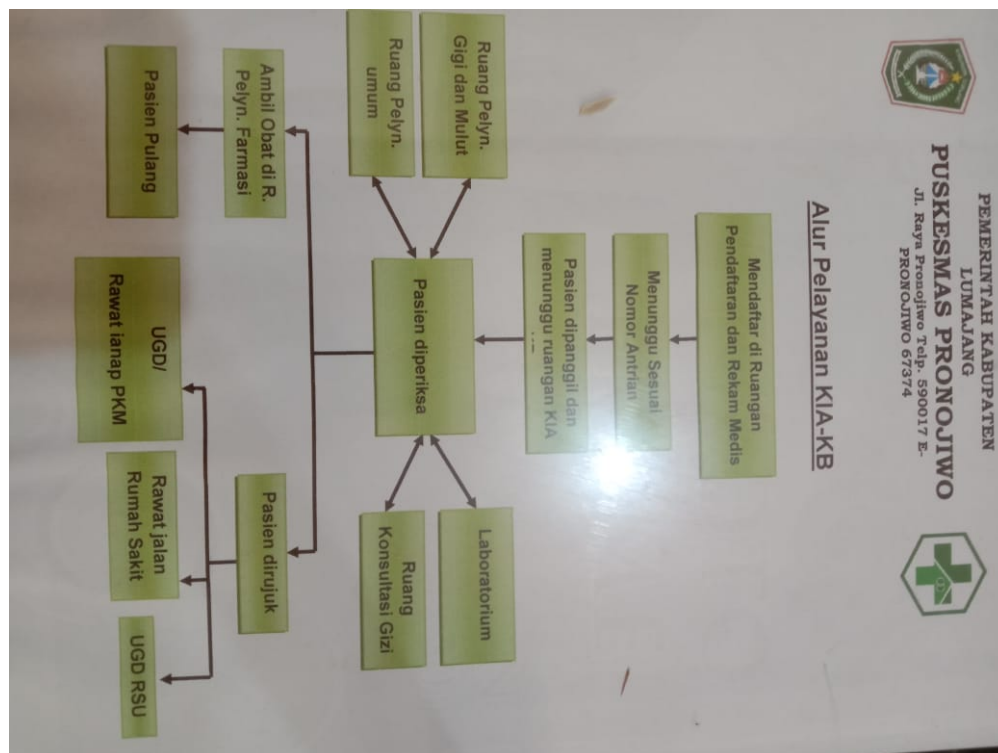 PEMERINTAH KABUPATEN
LUMAJANG
PUSKESMAS PRONOJIWO
Jl. Raya Pronojiwo Telp. 590017 E-
PRONOJIWO 67374
Alur Pelayanan KIA-KB
Mendaftar di Ruangan
Pendaftaran dan Rekam Medis
Menunggu Sesuai
Nomor Antrian
Pasien dipanggil dan
menunggu ruangan KIA
Ruang Pelyn.
Gigi dan Mulut
Ruang Pelyn.
umum
Pasien diperiksa
Laboratorium
Ruang
Konsultasi Gizi
Ambil Obat di R.
Pelyn. Farmasi
Pasien Pulang
Pasien dirujuk
UGD/
Rawat ianap PKM
Rawat jalan
Rumah Sakit
UGD RSU